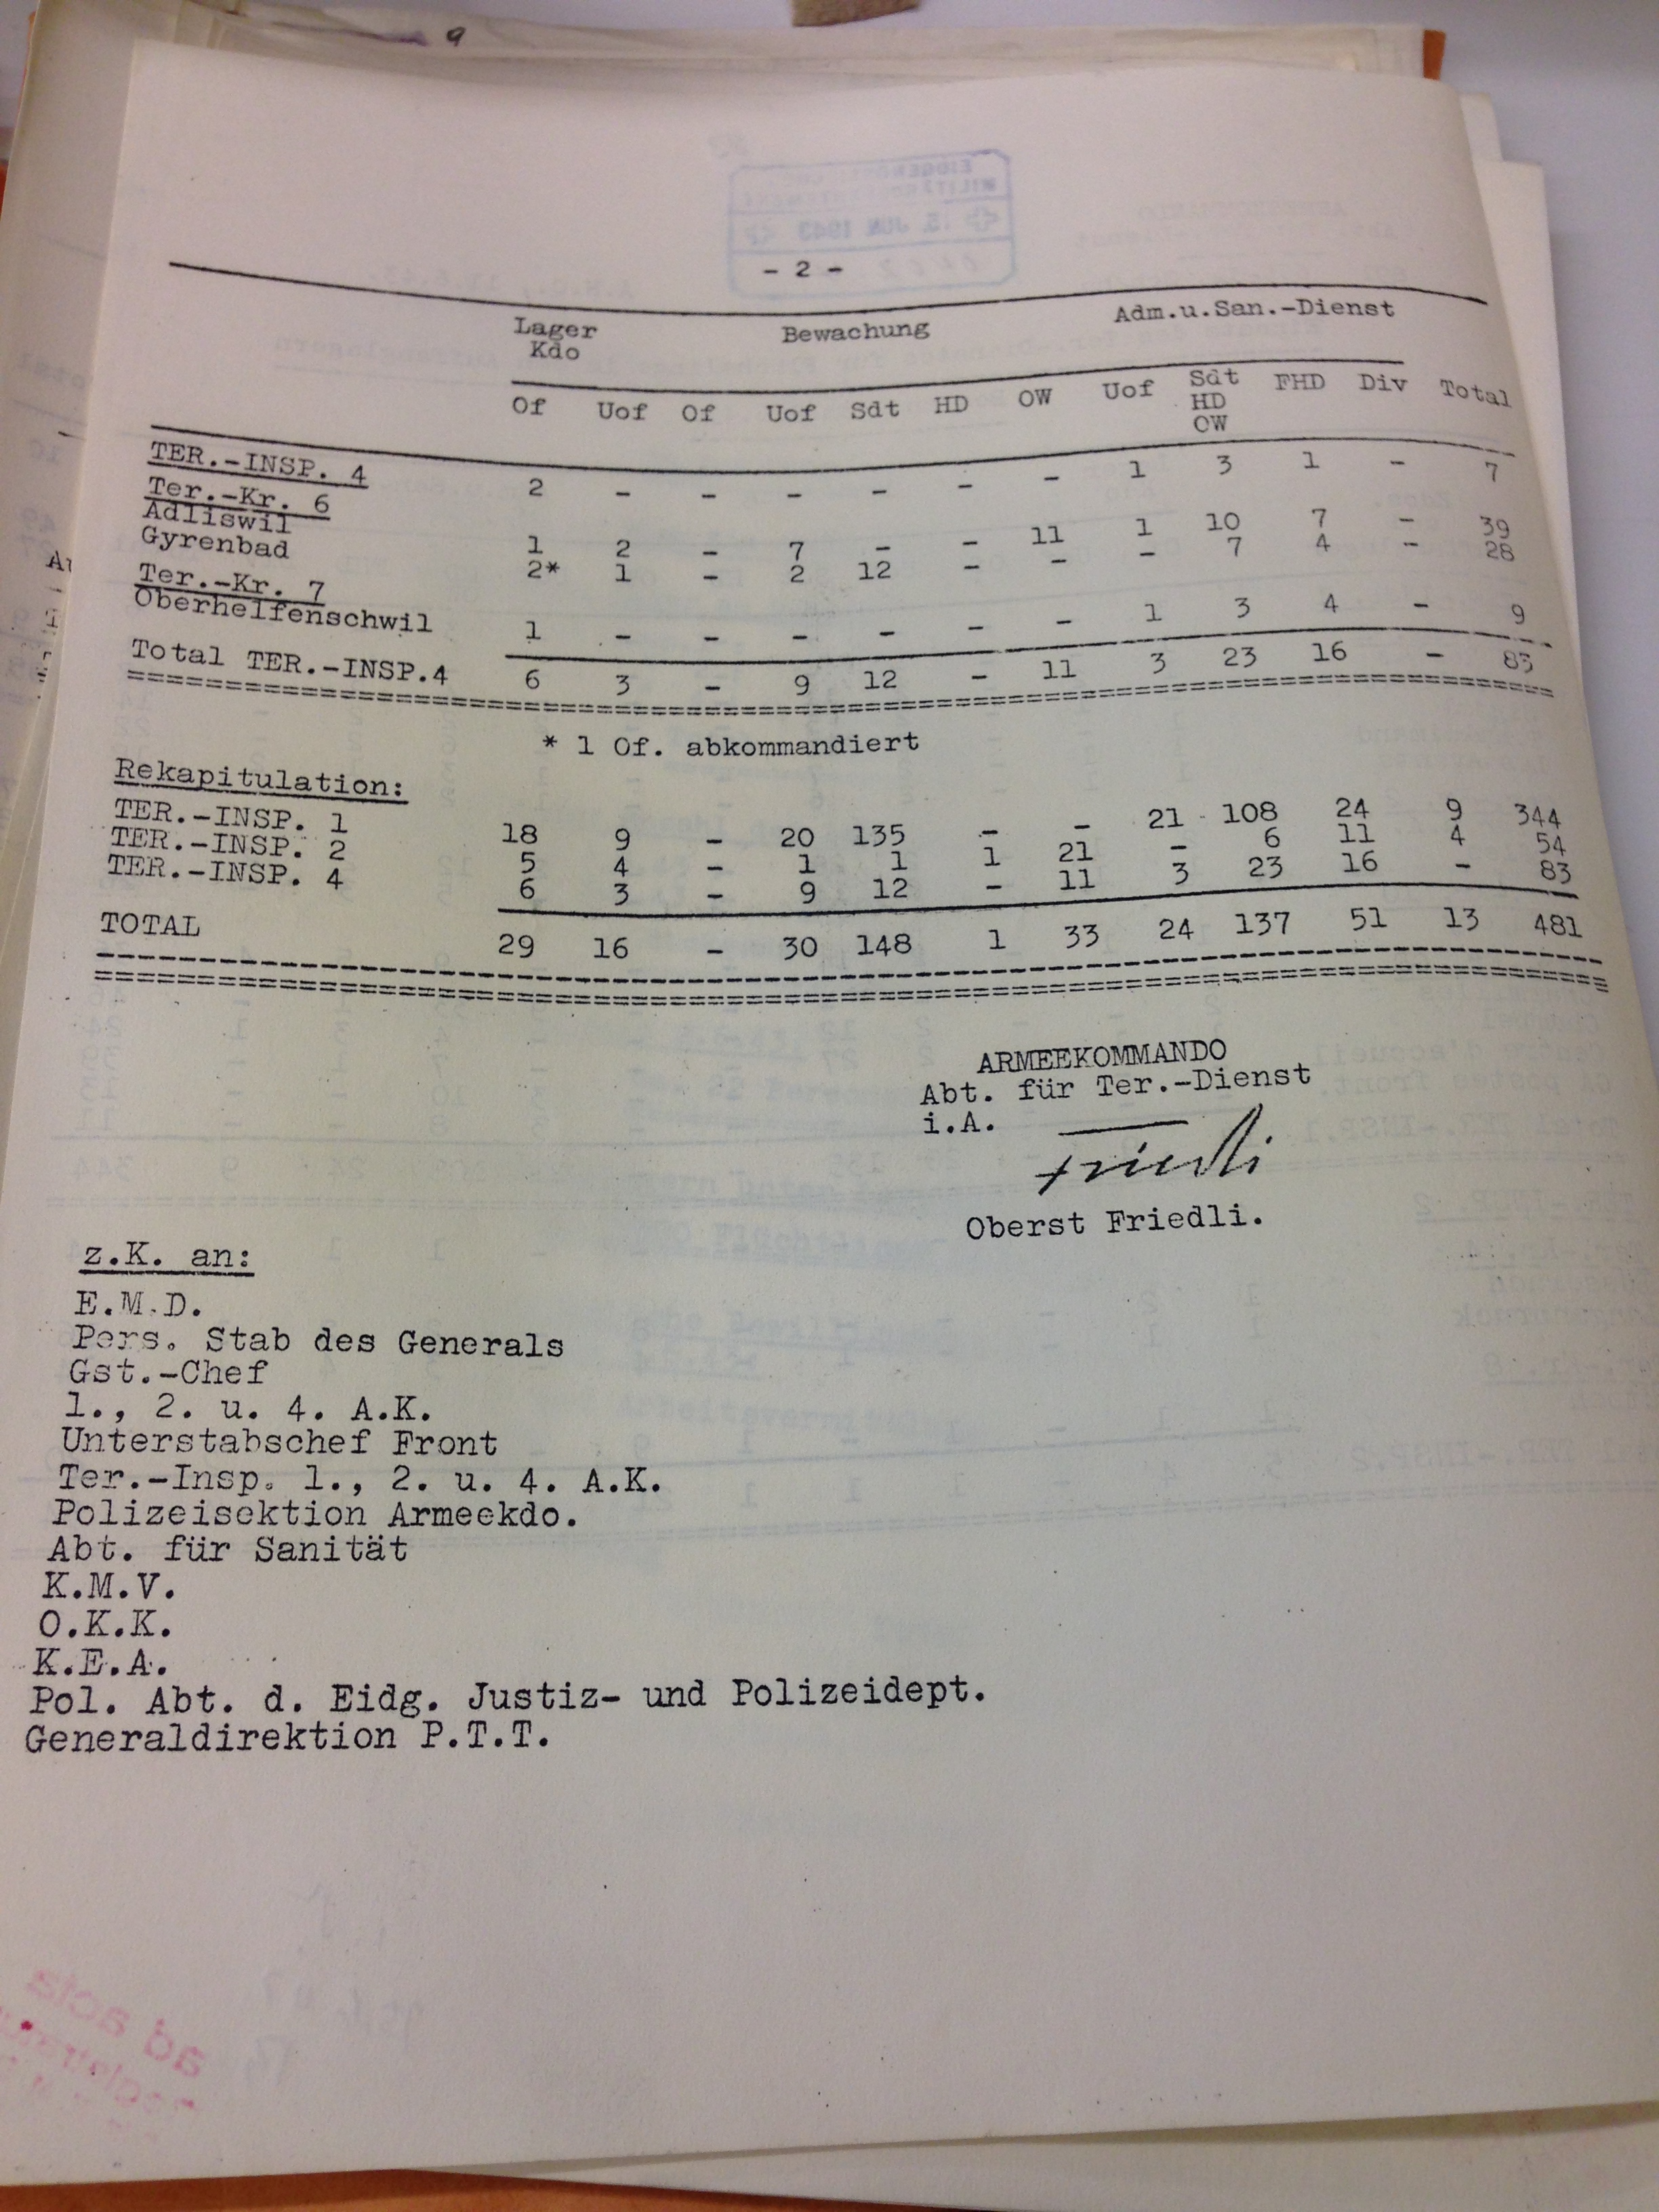 9
- 2 -
Lager Bewachung Adm.u.San.-Dienst
Kdo
Of Uof Of Uof Sdt HD OW Uof Sdt FHD Div Total
HD
OW
TER.-INSP. 4 2 - - - - - - 1 3 1 - 7
Ter.-Kr. 6
Adliswil 1 2 - 7 - - 11 1 10 7 - 39
Gyrenbad 2* 1 - 2 12 - - - 7 4 - 28
Ter.-Kr. 7
Oberhelfenschwil 1 - - - - - - 1 3 4 - 9
Total TER.-INSP.4 6 3 - 9 12 - 11 3 23 16 - 83
* 1 Of. abkommandiert
Rekapitulation:
TER.-INSP. 1 18 9 - 20 135 - - 21 108 24 9 344
TER.-INSP. 2 5 4 - 1 1 1 21 - 6 11 4 54
TER.-INSP. 4 6 3 - 9 12 - 11 3 23 16 - 83
TOTAL 29 16 - 30 148 1 33 24 137 51 13 481
ARMEEKOMMANDO
Abt. für Ter.-Dienst
i.A.
Friedli
Oberst Friedli.
z.K. an:
E.M.D.
Pers. Stab des Generals
Gst.-Chef
1., 2. u. 4. A.K.
Unterstabschef Front
Ter.-Insp. 1., 2. u. 4. A.K.
Polizeisektion Armeekdo.
Abt. für Sanität
K.M.V.
O.K.K.
K.E.A.
Pol. Abt. d. Eidg. Justiz- und Polizeidept.
Generaldirektion P.T.T.
ad acta